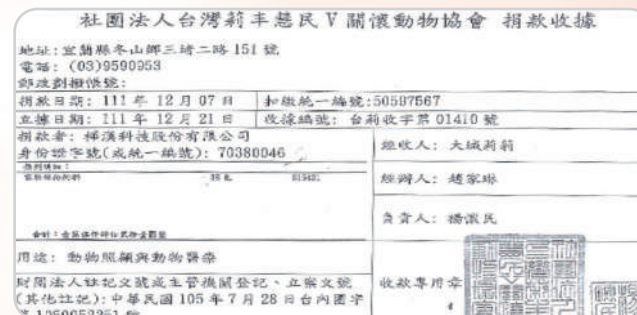 社團法人台灣莉丰慧民 V 關懷動物協會 捐款收據
地址:宜蘭縣冬山鄉三埼二路 151 號
電話: (03)9590953
郵政劃撥帳號:
捐款日期: 111 年 12 月 07 日 扣繳統一編號:50597567
立據日期: 111 年 12 月 21 日 收據編號: 台莉收字第 01410 號
捐款者: 樺漢科技股份有限公司 經收人: 大城莉莉
身份證字號(或統一編號): 70380046
經辦人: 趙家琳
負責人: 楊懷民
用途: 動物照顧與動物醫療
財團法人註記文號或主管機關登記、立案文號 收款專用章
(其他註記):中華民國 105 年 7 月 28 日台內團字